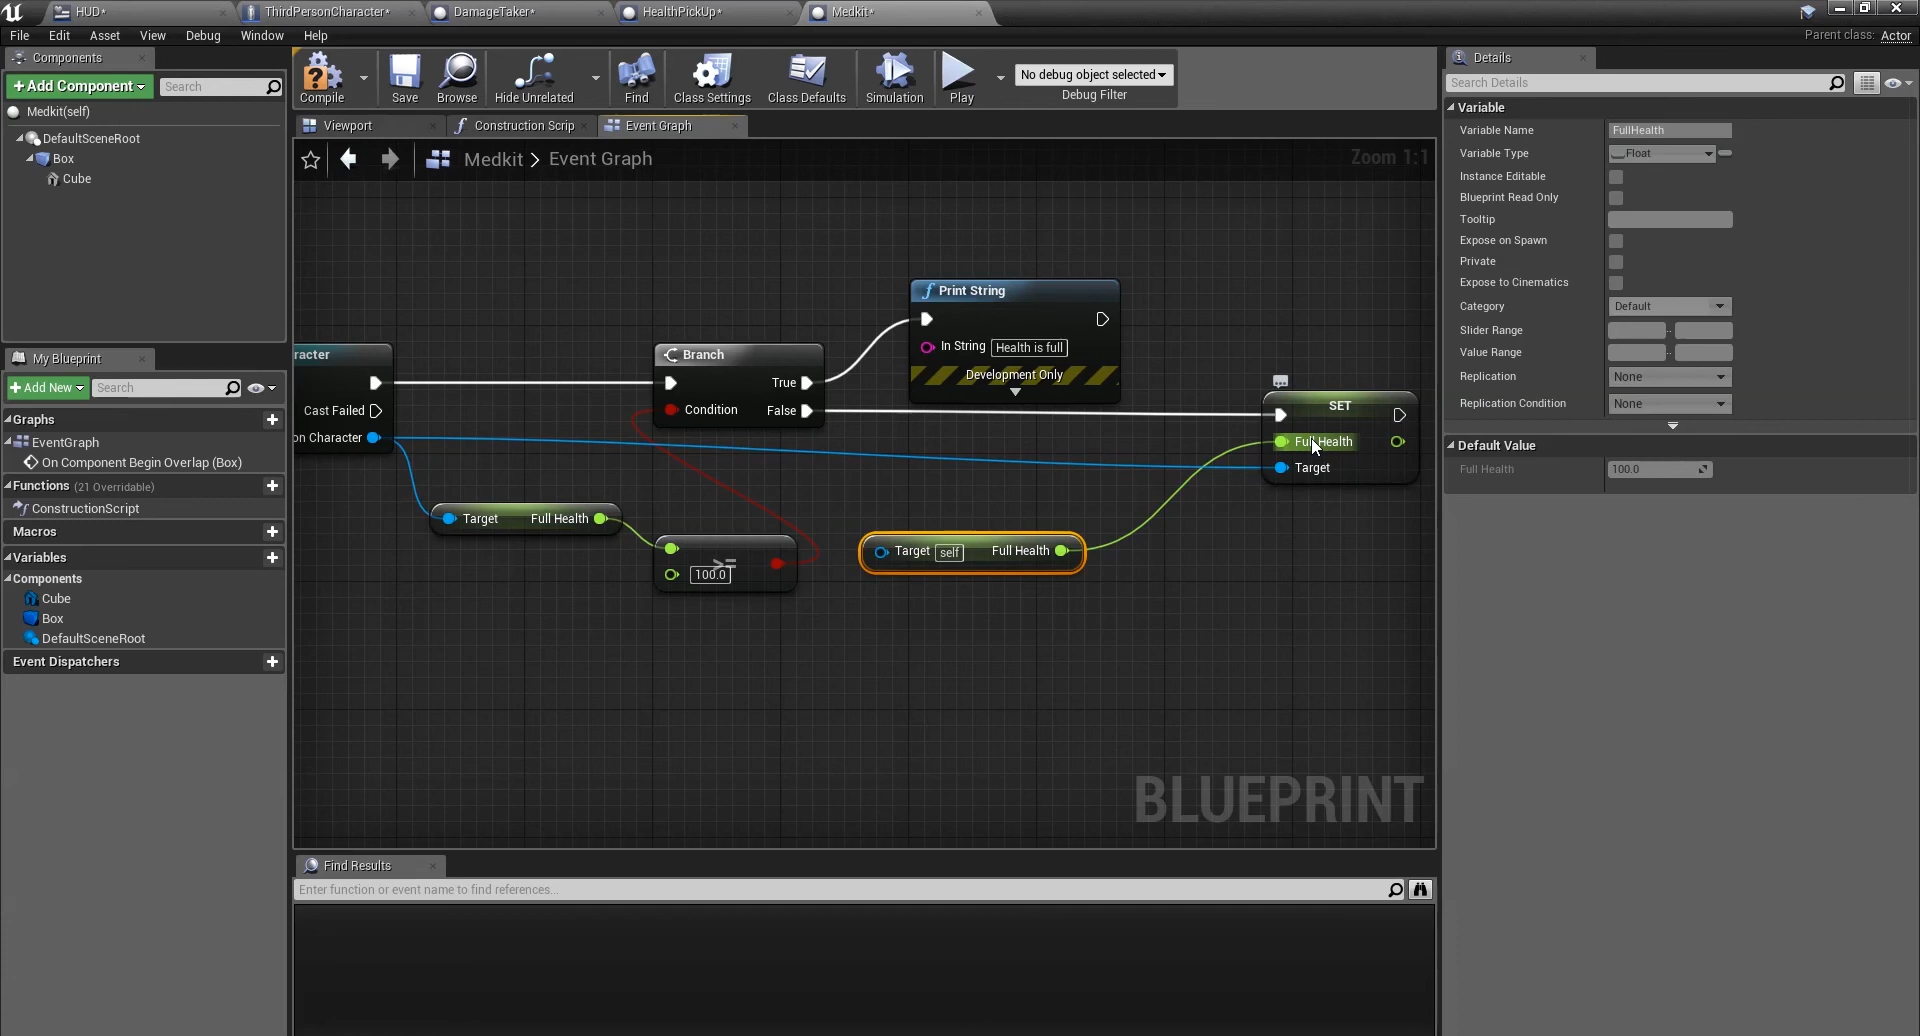 HUD*
ThirdPersonCharacter*
DamageTaker*
HealthPickUp*
Medkit*
File Edit Asset View Debug Window Help
Parent class: Actor
Components
+ Add Component
Search
Medkit(self)
DefaultSceneRoot
Box
Cube
Compile
Save
Browse
Hide Unrelated
Find
Class Settings
Class Defaults
Simulation
Play
No debug object selected
Debug Filter
Viewport
Construction Scrip
Event Graph
Medkit > Event Graph
Zoom 1:1
My Blueprint
+ Add New
Search
Graphs
EventGraph
On Component Begin Overlap (Box)
Functions (21 Overridable)
ConstructionScript
Macros
Variables
Components
Cube
Box
DefaultSceneRoot
Event Dispatchers
racter
Cast Failed
on Character
Branch
True
Condition
False
Print String
In String Health is full
Development Only
SET
Full Health
Target
Target Full Health
>=
100.0
Target self Full Health
BLUEPRINT
Find Results
Enter function or event name to find references...
Details
Search Details
Variable
Variable Name FullHealth
Variable Type Float
Instance Editable
Blueprint Read Only
Tooltip
Expose on Spawn
Private
Expose to Cinematics
Category Default
Slider Range
Value Range
Replication None
Replication Condition None
Default Value
Full Health 100.0